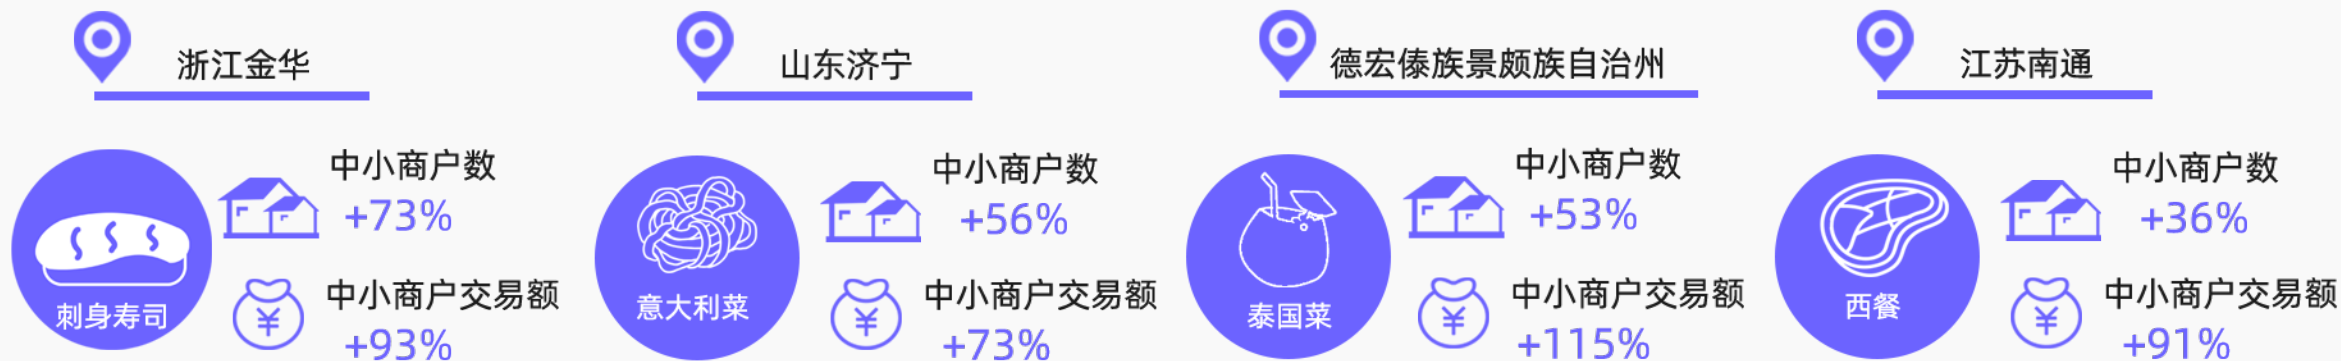 浙江金华
中小商户数
+73%
刺身寿司
中小商户交易额
+93%
山东济宁
中小商户数
+56%
意大利菜
中小商户交易额
+73%
德宏傣族景颇族自治州
中小商户数
+53%
泰国菜
中小商户交易额
+115%
江苏南通
中小商户数
+36%
西餐
中小商户交易额
+91%